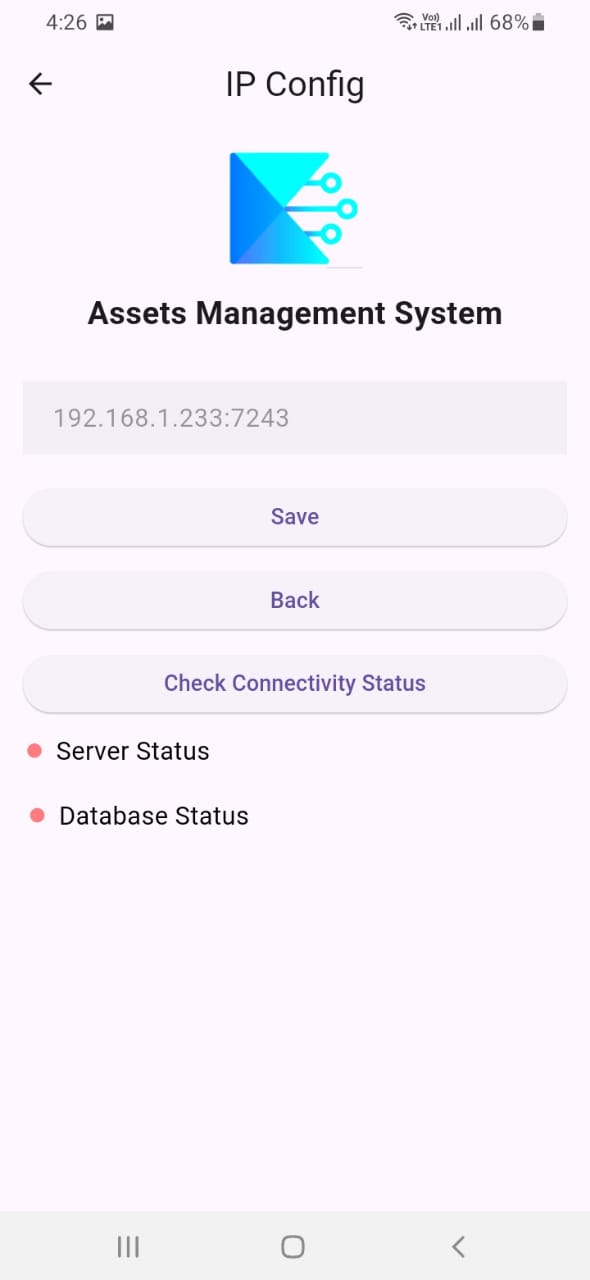 4:26
Vo)) LTE1 68%
IP Config
Assets Management System
192.168.1.233:7243
Save
Back
Check Connectivity Status
Server Status
Database Status